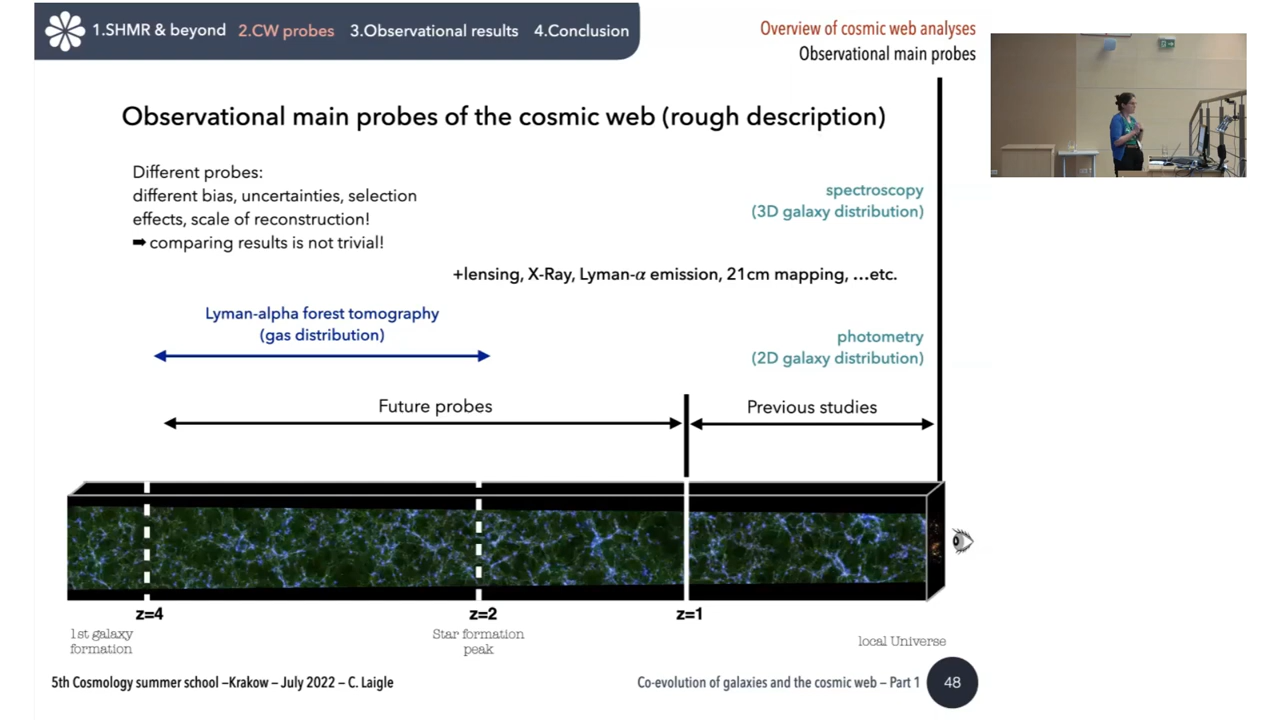 1.SHMR & beyond 2.CW probes 3.Observational results 4.Conclusion
Overview of cosmic web analyses
Observational main probes
Observational main probes of the cosmic web (rough description)
Different probes:
different bias, uncertainties, selection
effects, scale of reconstruction!
➡ comparing results is not trivial!
spectroscopy
(3D galaxy distribution)
+lensing, X-Ray, Lyman-α emission, 21cm mapping, ...etc.
Lyman-alpha forest tomography
(gas distribution)
photometry
(2D galaxy distribution)
Future probes
Previous studies
z=4
z=2
z=1
1st galaxy
formation
Star formation
peak
local Universe
5th Cosmology summer school –Krakow – July 2022 – C. Laigle
Co-evolution of galaxies and the cosmic web – Part 1
48